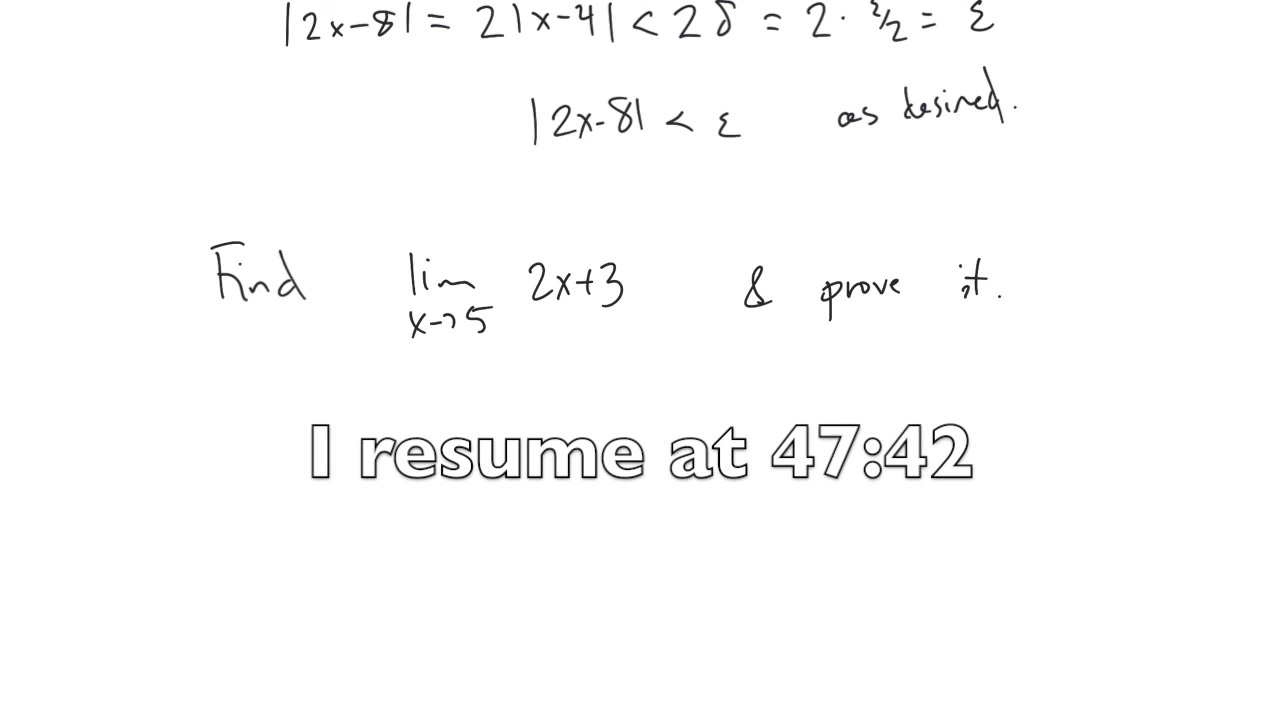 |2x-8| = 2|x-4| < 2δ = 2 · ε/2 = ε
|2x-8| < ε as desired.
Find lim x→5 2x+3 & prove it.
I resume at 47:42